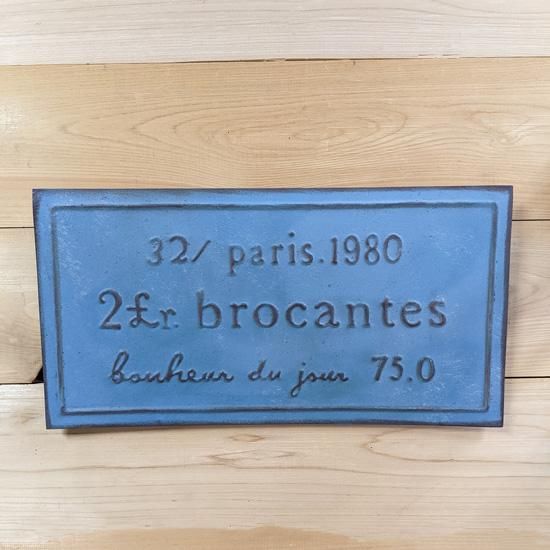 32/ paris.1980
2£r. brocantes
bonheur du jour 75.0